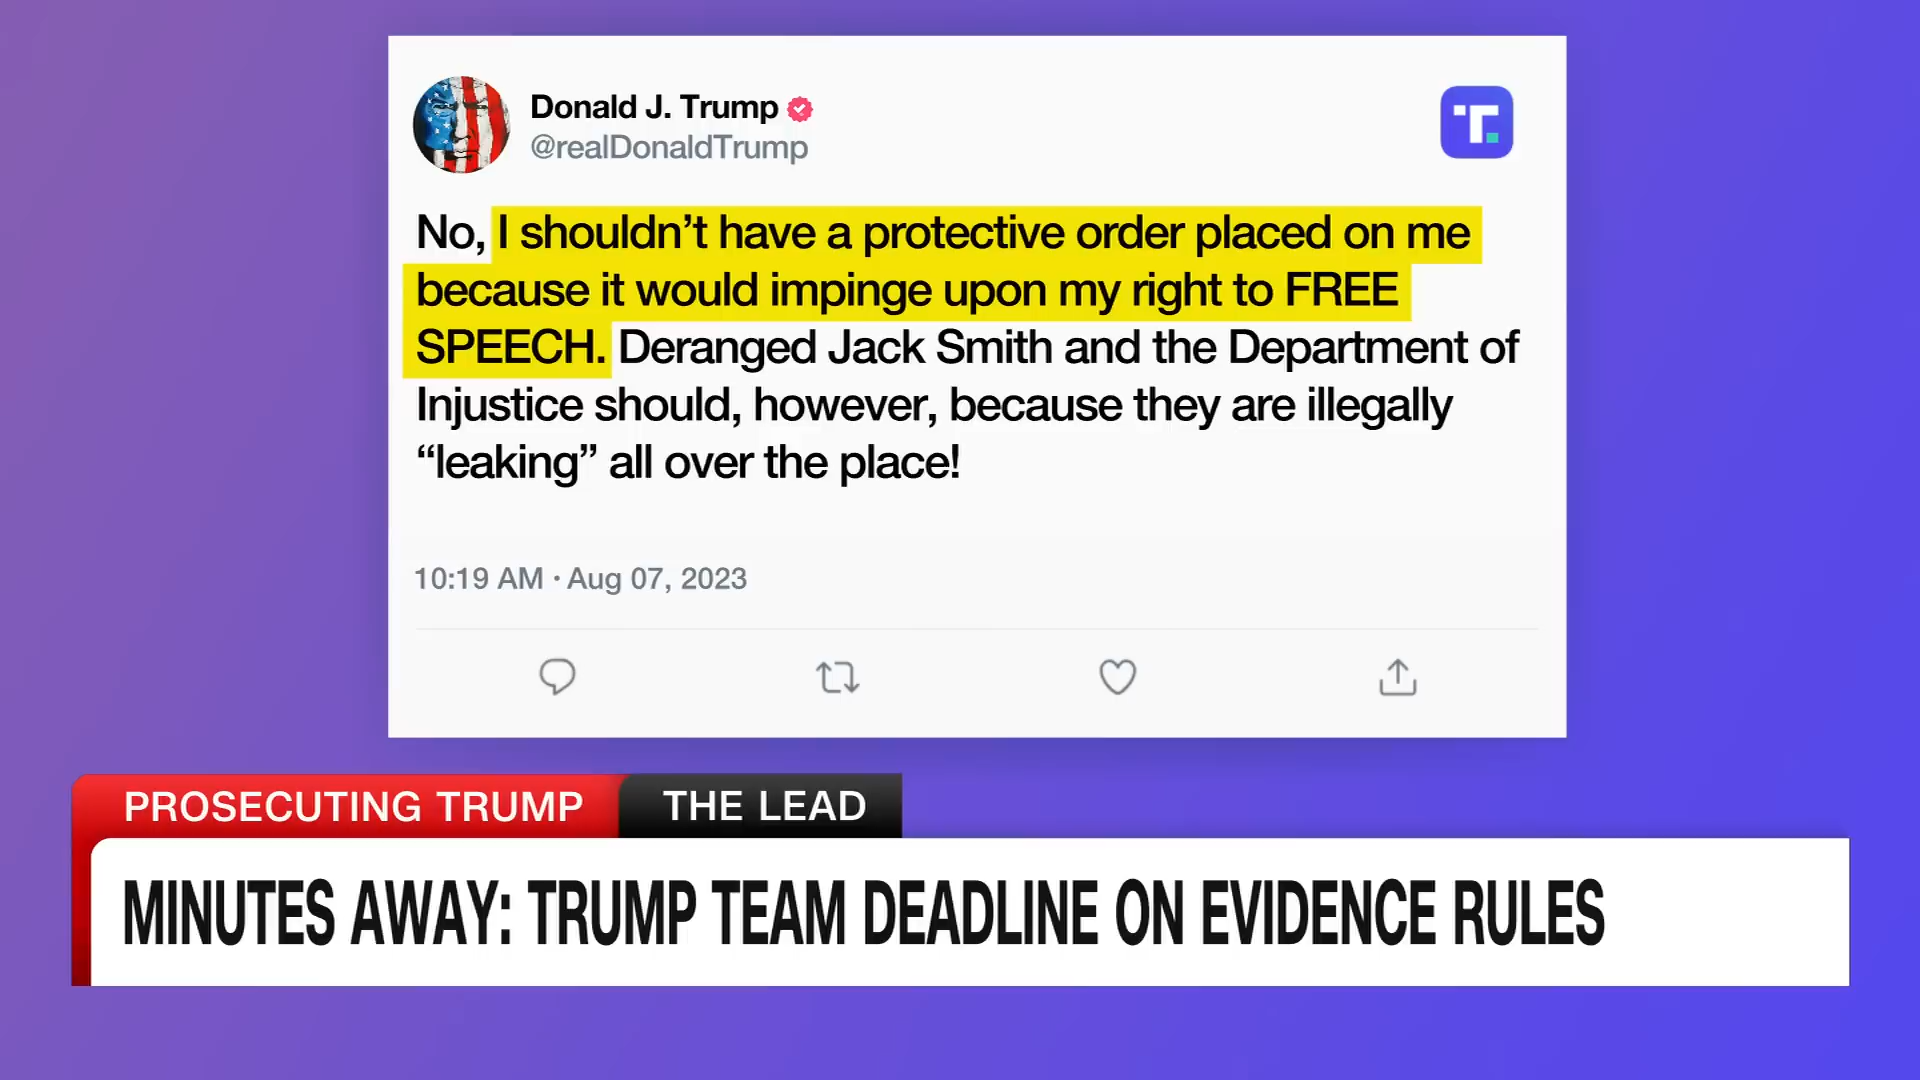 Donald J. Trump
@realDonaldTrump
T.
No, I shouldn’t have a protective order placed on me
because it would impinge upon my right to FREE
SPEECH. Deranged Jack Smith and the Department of
Injustice should, however, because they are illegally
“leaking” all over the place!
10:19 AM · Aug 07, 2023
PROSECUTING TRUMP
THE LEAD
MINUTES AWAY: TRUMP TEAM DEADLINE ON EVIDENCE RULES